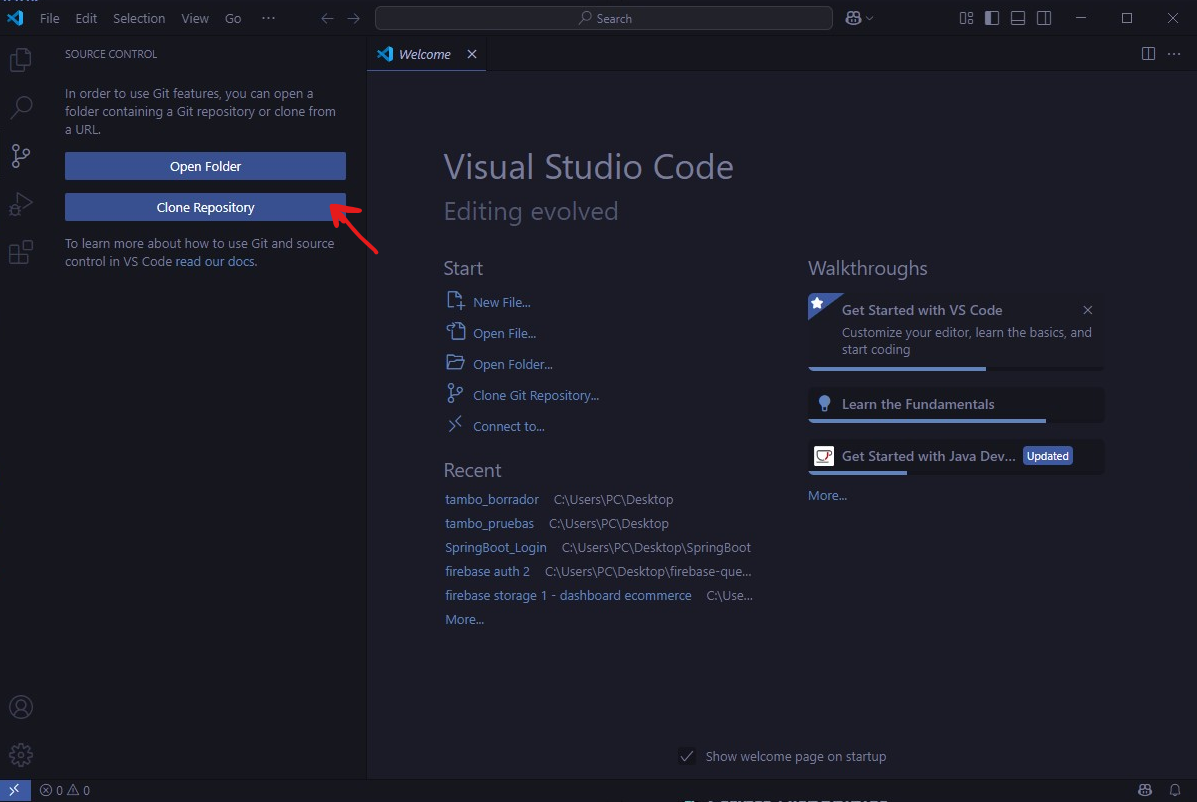 File Edit Selection View Go ···
Search
SOURCE CONTROL
Welcome
In order to use Git features, you can open a
folder containing a Git repository or clone from
a URL.
Open Folder
Clone Repository
To learn more about how to use Git and source
control in VS Code read our docs.
Visual Studio Code
Editing evolved
Start
New File...
Open File...
Open Folder...
Clone Git Repository...
Connect to...
Recent
tambo_borrador C:\Users\PC\Desktop
tambo_pruebas C:\Users\PC\Desktop
SpringBoot_Login C:\Users\PC\Desktop\SpringBoot
firebase auth 2 C:\Users\PC\Desktop\firebase-que...
firebase storage 1 - dashboard ecommerce C:\Use...
More...
Walkthroughs
Get Started with VS Code
Customize your editor, learn the basics, and
start coding
Learn the Fundamentals
Get Started with Java Dev... Updated
More...
Show welcome page on startup
0 0